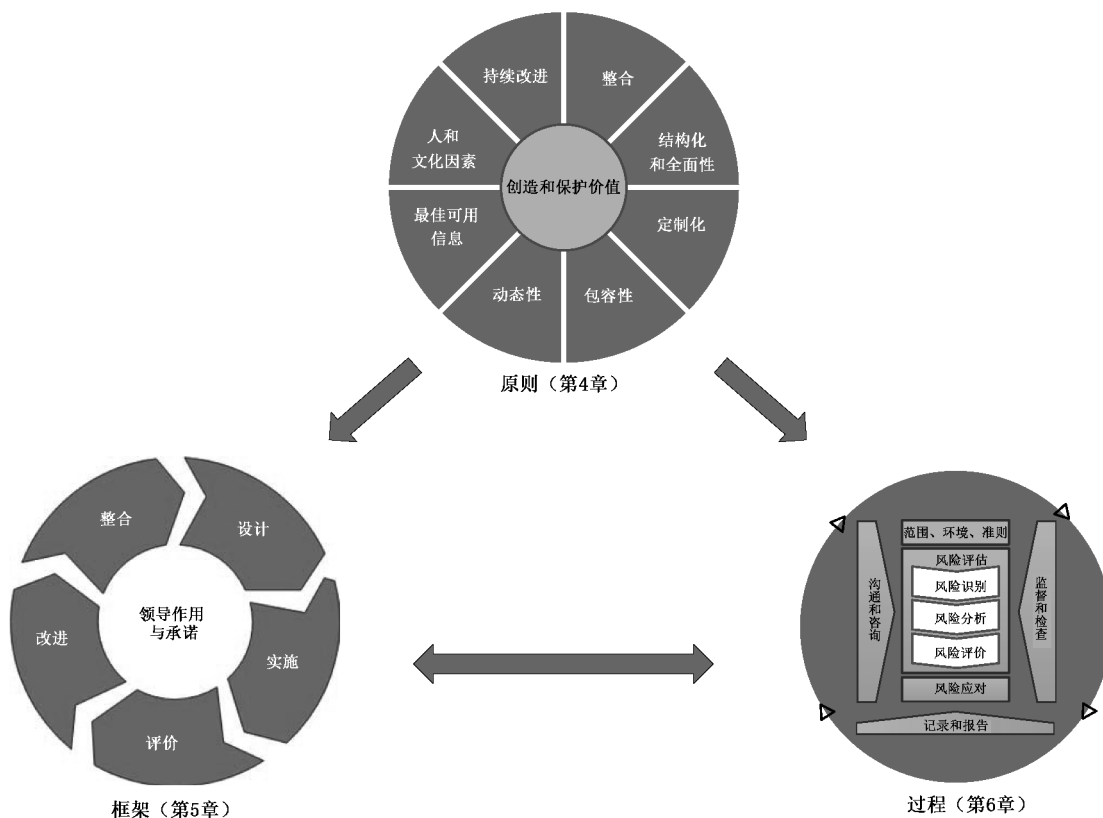 持续改进
整合
人和
文化因素
结构化
和全面性
创造和保护价值
最佳可用
信息
定制化
动态性
包容性
原则（第4章）
整合
设计
领导作用
与承诺
改进
实施
评价
框架（第5章）
范围、环境、准则
风险评估
风险识别
风险分析
风险评价
沟通和咨询
监督和检查
风险应对
记录和报告
过程（第6章）